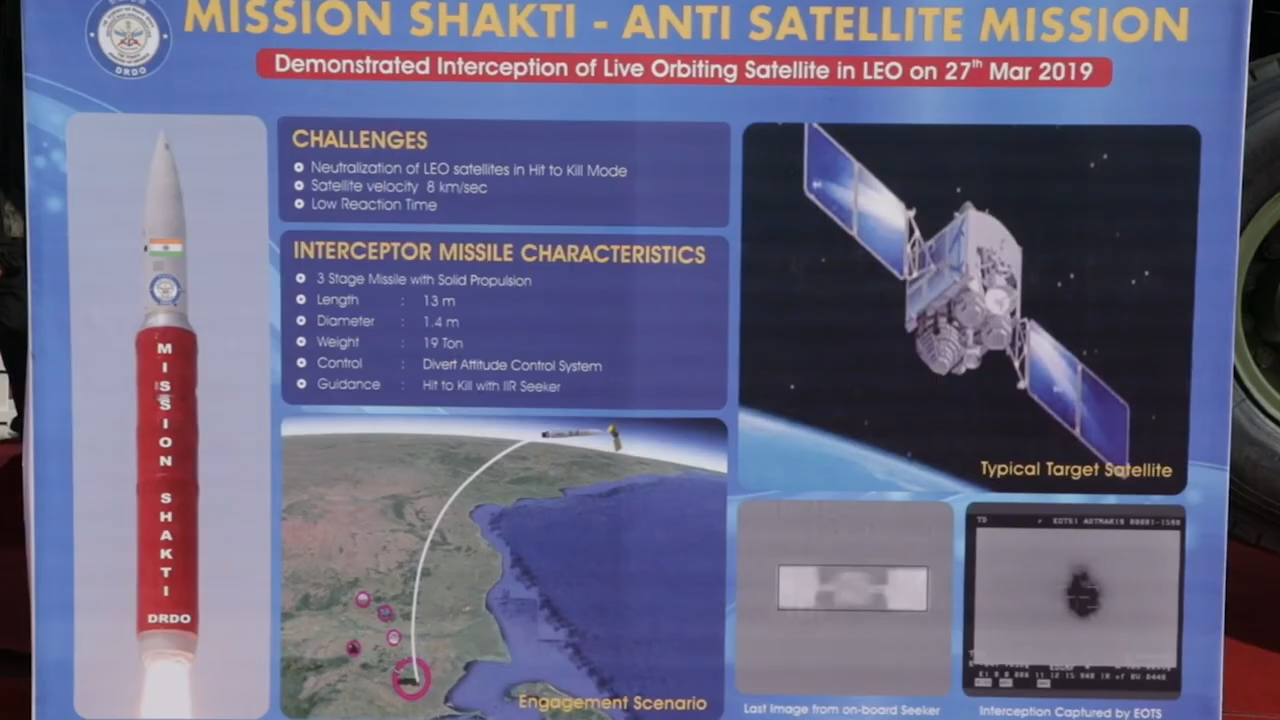 MISSION SHAKTI - ANTI SATELLITE MISSION
DRDO
Demonstrated Interception of Live Orbiting Satellite in LEO on 27th Mar 2019
CHALLENGES
Neutralization of LEO satellites in Hit to Kill Mode
Satellite velocity 8 km/sec
Low Reaction Time
INTERCEPTOR MISSILE CHARACTERISTICS
3 Stage Missile with Solid Propulsion
Length : 13 m
Diameter : 1.4 m
Weight : 19 Ton
Control : Divert Attitude Control System
Guidance : Hit to Kill with IIR Seeker
MISSION SHAKTI
DRDO
Engagement Scenario
Typical Target Satellite
TD
Last Image from on-board Seeker
Interception Captured by EOTS